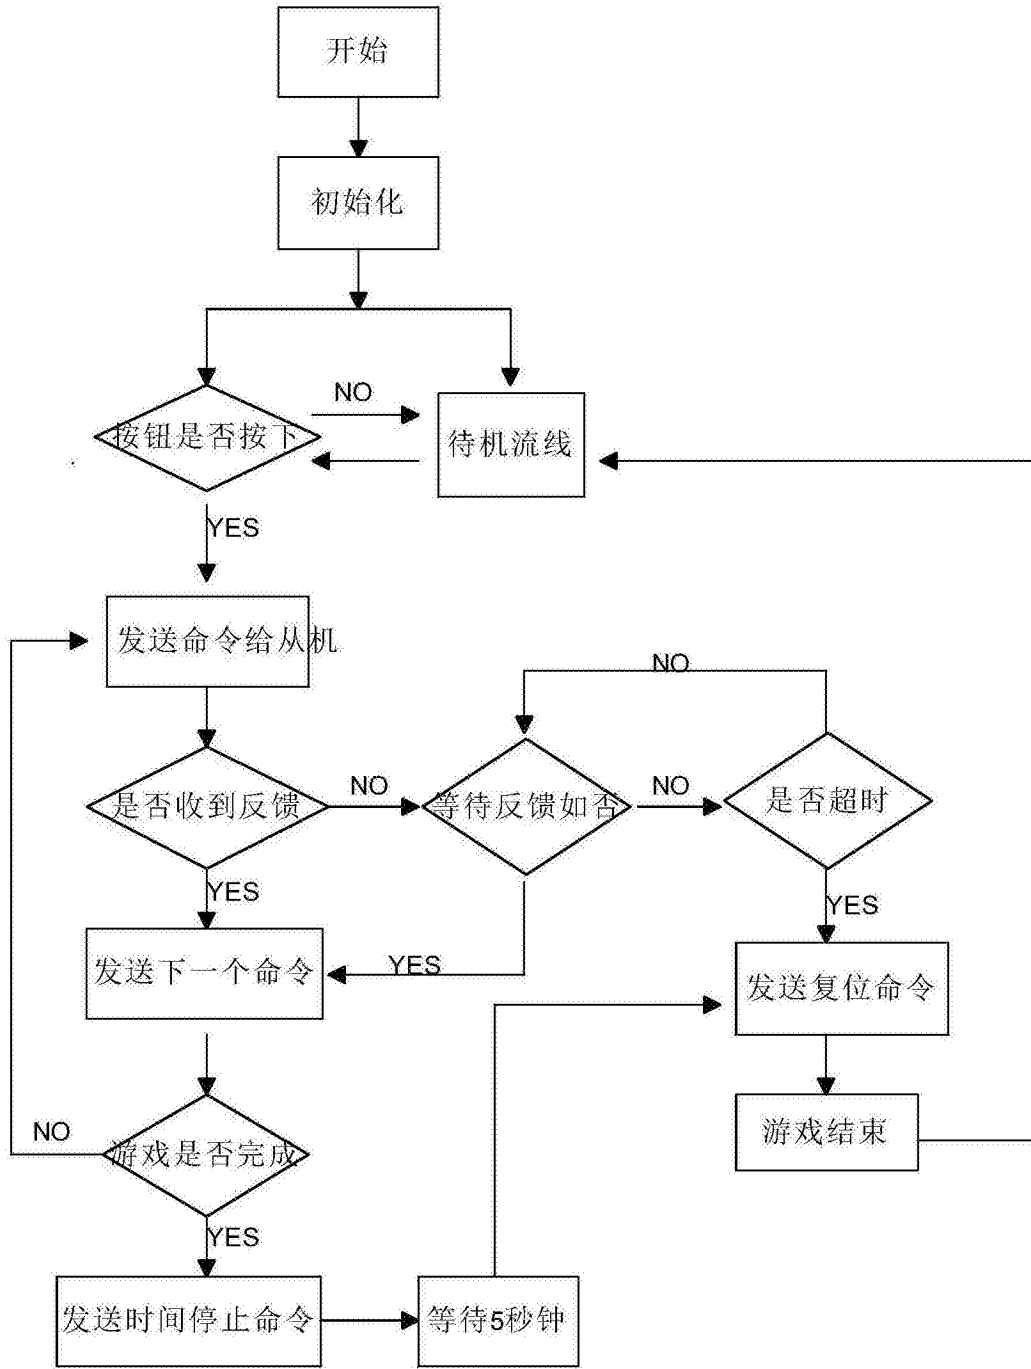 开始
初始化
NO
按钮是否按下
待机流线
YES
发送命令给从机
NO
是否收到反馈
NO
等待反馈如否
NO
是否超时
YES
YES
发送下一个命令
YES
发送复位命令
NO
游戏是否完成
游戏结束
YES
发送时间停止命令
等待5秒钟